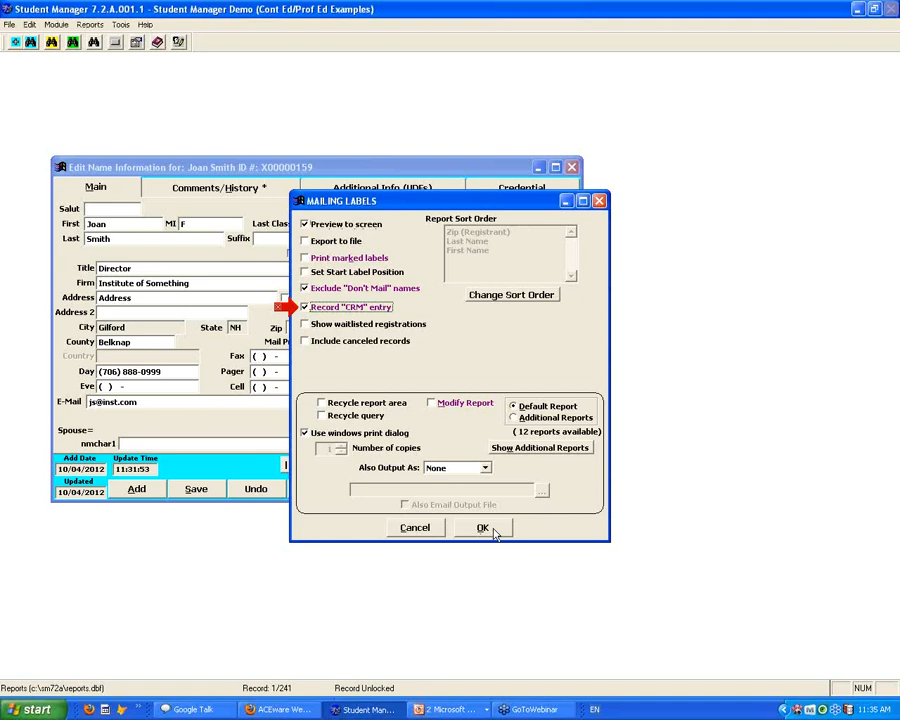 Student Manager 7.2.A.001.1 - Student Manager Demo (Cont Ed/Prof Ed Examples)
File Edit Module Reports Tools Help
Edit Name Information for: Joan Smith ID #: X00000159
Main Comments/History * Additional Info (UDFs) Credential
Salut
First Joan MI F Last Clas
Last Smith Suffix
Title Director
Firm Institute of Something
Address Address
Address 2
City Gilford State NH Zip
County Belknap Mail Pr
Country Fax ( ) -
Day (706) 888-0999 Pager ( ) -
Eve ( ) - Cell ( ) -
E-Mail js@inst.com
Spouse=
nmchar1
Add Date Update Time
10/04/2012 11:31:53
Updated
10/04/2012 Add Save Undo
MAILING LABELS
Preview to screen
Export to file
Print marked labels
Set Start Label Position
Exclude "Don't Mail" names
Record "CRM" entry
Show waitlisted registrations
Include canceled records
Report Sort Order
Zip (Registrant)
Last Name
First Name
Change Sort Order
Recycle report area Modify Report
Recycle query
Default Report
Additional Reports
( 12 reports available)
Use windows print dialog
1 Number of copies Show Additional Reports
Also Output As: None
...
Also Email Output File
Cancel OK
Reports (c:\sm72a\reports.dbf) Record: 1/241 Record Unlocked NUM
start Google Talk ACEware We... Student Man... 2 Microsoft ... GoToWebinar EN 11:35 AM